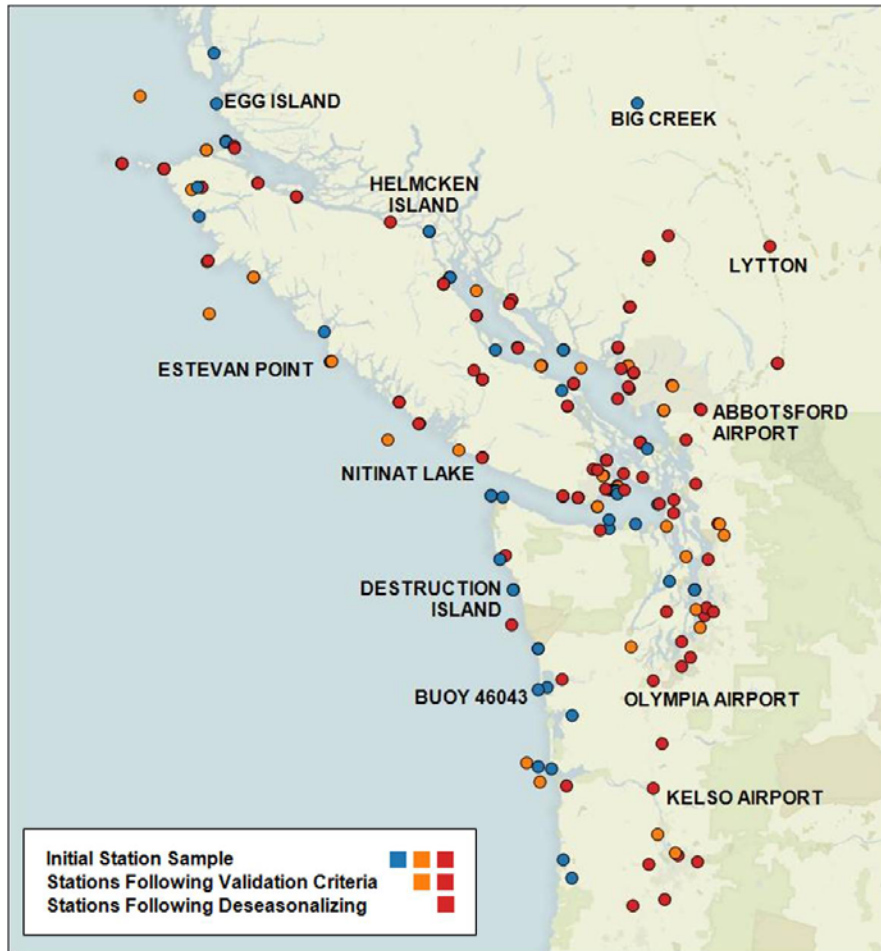 EGG ISLAND
BIG CREEK
HELMCKEN
ISLAND
LYTTON
ESTEVAN POINT
ABBOTSFORD
AIRPORT
NITINAT LAKE
DESTRUCTION
ISLAND
BUOY 46043
OLYMPIA AIRPORT
KELSO AIRPORT
Initial Station Sample
Stations Following Validation Criteria
Stations Following Deseasonalizing